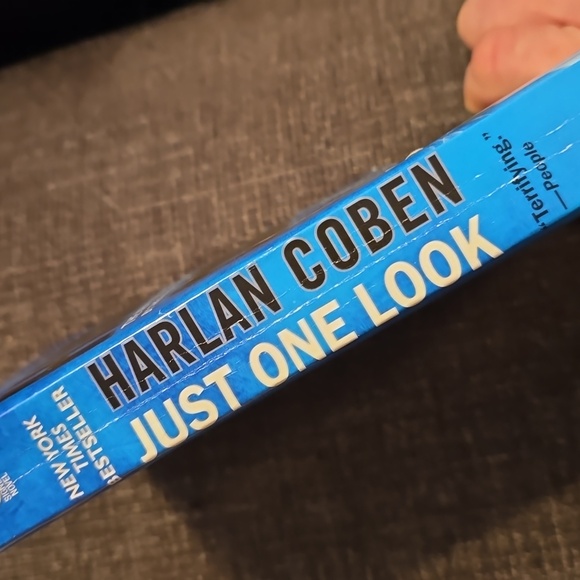 NEW YORK
TIMES
BESTSELLER
HARLAN COBEN
JUST ONE LOOK
"Terrifying."
—People